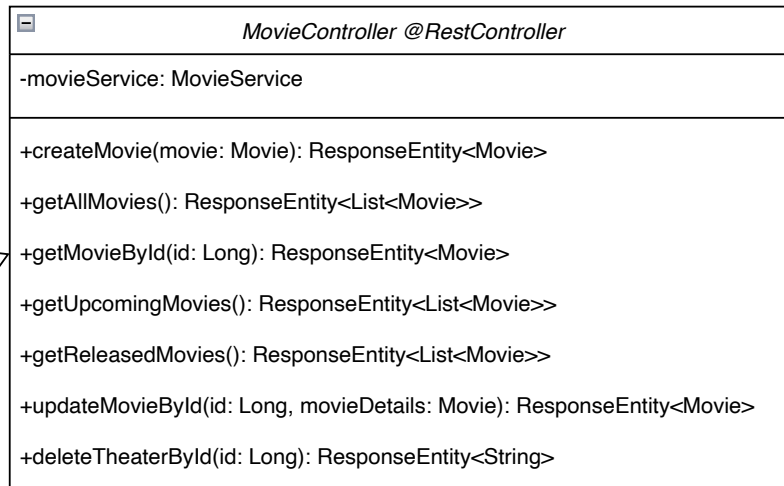 MovieController @RestController
-movieService: MovieService
+createMovie(movie: Movie): ResponseEntity<Movie>
+getAllMovies(): ResponseEntity<List<Movie>>
+getMovieById(id: Long): ResponseEntity<Movie>
+getUpcomingMovies(): ResponseEntity<List<Movie>>
+getReleasedMovies(): ResponseEntity<List<Movie>>
+updateMovieById(id: Long, movieDetails: Movie): ResponseEntity<Movie>
+deleteTheaterById(id: Long): ResponseEntity<String>